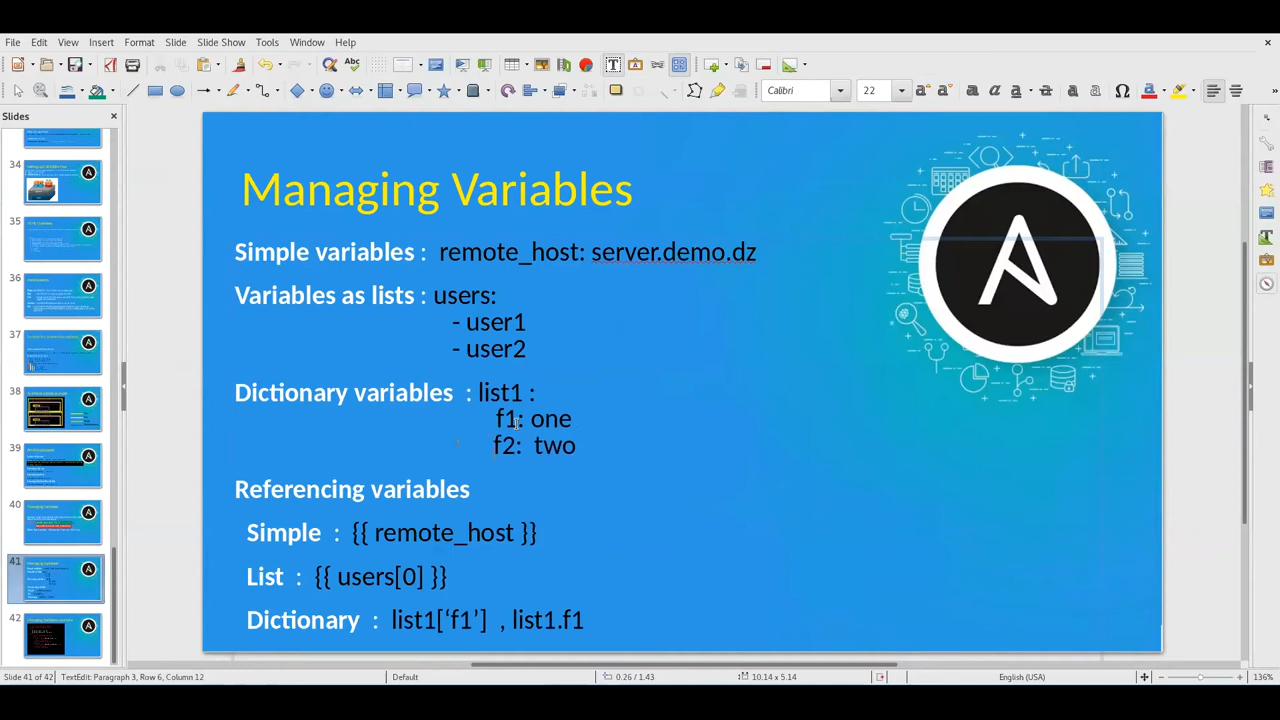 File Edit View Insert Format Slide Slide Show Tools Window Help
Calibri 22
Slides
34
35
36
37
38
39
40
41
42
Managing Variables
Simple variables : remote_host: server.demo.dz
Variables as lists : users:
- user1
- user2
Dictionary variables : list1 :
f1: one
f2: two
Referencing variables
Simple : {{ remote_host }}
List : {{ users[0] }}
Dictionary : list1[‘f1’] , list1.f1
Slide 41 of 42 TextEdit: Paragraph 3, Row 6, Column 12 Default 0.26 / 1.43 10.14 x 5.14 English (USA) 136%